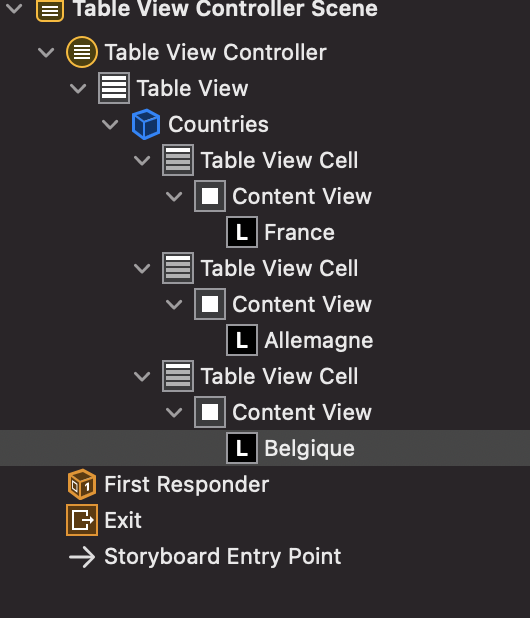 Table View Controller Scene
Table View Controller
Table View
Countries
Table View Cell
Content View
L France
Table View Cell
Content View
L Allemagne
Table View Cell
Content View
L Belgique
First Responder
Exit
Storyboard Entry Point